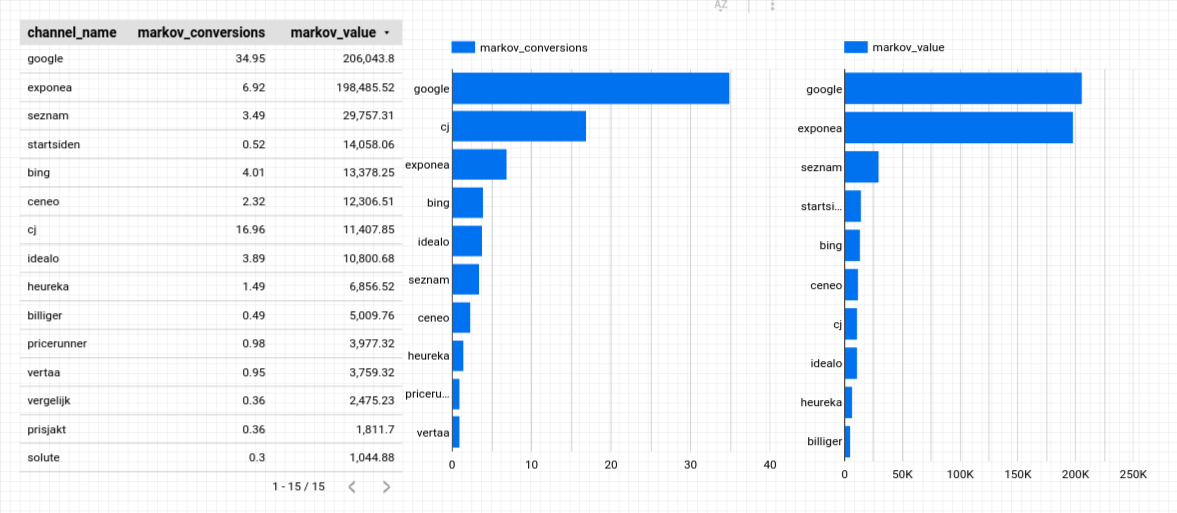 AZ
channel_name markov_conversions markov_value
google 34.95 206,043.8
exponea 6.92 198,485.52
seznam 3.49 29,757.31
startsiden 0.52 14,058.06
bing 4.01 13,378.25
ceneo 2.32 12,306.51
cj 16.96 11,407.85
idealo 3.89 10,800.68
heureka 1.49 6,856.52
billiger 0.49 5,009.76
pricerunner 0.98 3,977.32
vertaa 0.95 3,759.32
vergelijk 0.36 2,475.23
prisjakt 0.36 1,811.7
solute 0.3 1,044.88
1 - 15 / 15
markov_conversions
google
cj
exponea
bing
idealo
seznam
ceneo
heureka
priceru...
vertaa
0 10 20 30 40
markov_value
google
exponea
seznam
startsi...
bing
ceneo
cj
idealo
heureka
billiger
0 50K 100K 150K 200K 250K